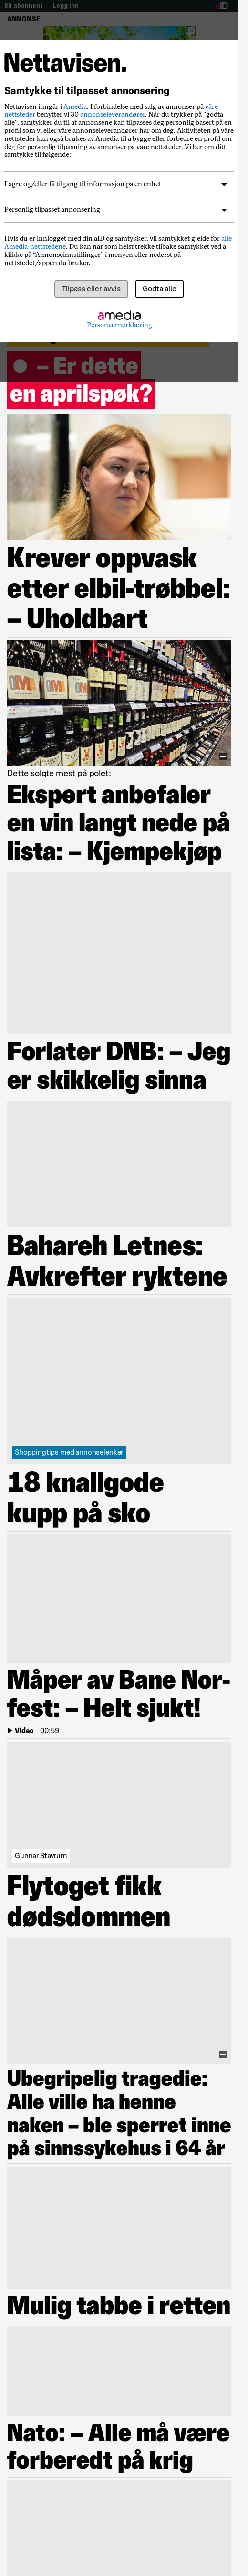 Bli abonnent | Logg inn
ANNONSE
Nettavisen.
Samtykke til tilpasset annonsering
Nettavisen inngår i Amedia. I forbindelse med salg av annonser på våre
nettsteder benytter vi 30 annonseleverandører. Når du trykker på "godta
alle", samtykker du til at annonsene kan tilpasses deg personlig basert på en
profil som vi eller våre annonseleverandører har om deg. Aktivitetene på våre
nettsteder vil også bli brukt av Amedia til å bygge eller forbedre en profil om
deg til bruk for personlig tilpasning av annonser på våre nettsteder. Vi ber om ditt
samtykke til følgende:
Lagre og/eller få tilgang til informasjon på en enhet
Personlig tilpasset annonsering
Hvis du er innlogget med din aID og samtykker, vil samtykket gjelde for alle
Amedia-nettstedene. Du kan når som helst trekke tilbake samtykket ved å
klikke på “Annonseinnstillinger” i menyen eller nederst på
nettstedet/appen du bruker.
Tilpass eller avvis
Godta alle
amedia
Personvernerklæring
– Er dette
en aprilspøk?
Krever oppvask
etter elbil-trøbbel:
– Uholdbart
Dette solgte mest på polet:
Ekspert anbefaler
en vin langt nede på
lista: – Kjempekjøp
Forlater DNB: – Jeg
er skikkelig sinna
Bahareh Letnes:
Avkrefter ryktene
Shoppingtips med annonselenker
18 knallgode
kupp på sko
Måper av Bane Nor-
fest: – Helt sjukt!
Video | 00:59
Gunnar Stavrum
Flytoget fikk
dødsdommen
Ubegripelig tragedie:
Alle ville ha henne
naken – ble sperret inne
på sinnssykehus i 64 år
Mulig tabbe i retten
Nato: – Alle må være
forberedt på krig